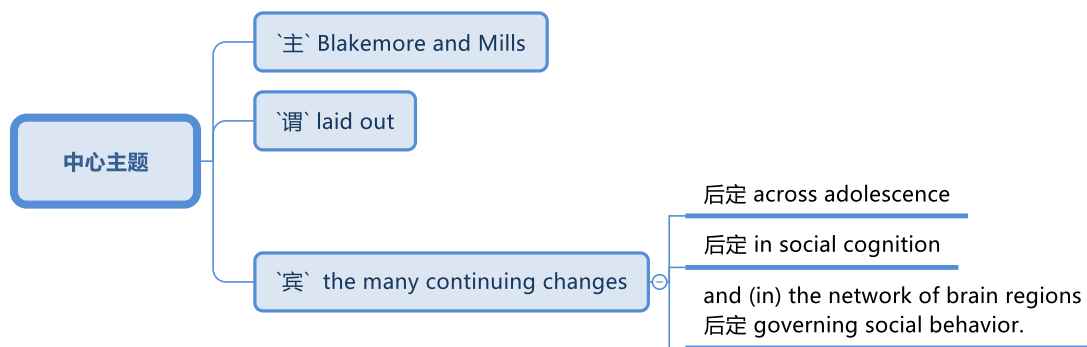 `主` Blakemore and Mills
`谓` laid out
中心主题
后定 across adolescence
后定 in social cognition
`宾`  the many continuing changes
and (in) the network of brain regions
后定 governing social behavior.